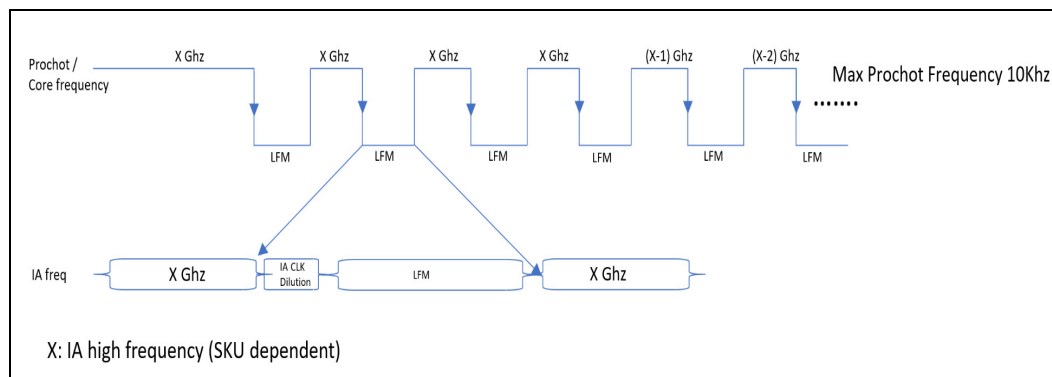 X Ghz X Ghz X Ghz X Ghz (X-1) Ghz (X-2) Ghz
Prochot /
Core frequency
Max Prochot Frequency 10Khz
.......
LFM LFM LFM LFM LFM LFM
IA freq
X Ghz
IA CLK
Dilution
LFM
X Ghz
X: IA high frequency (SKU dependent)